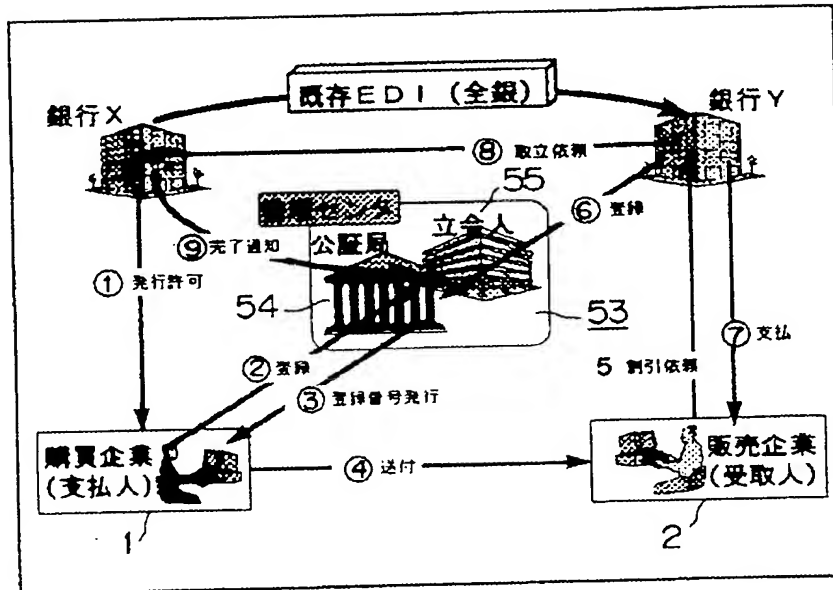 既存EDI(全銀)
銀行X
銀行Y
⑧ 取立依頼
55
⑥ 登録
センタ
立会人
⑨完了通知
公証局
① 発行許可
54
53
② 登録
③ 登録番号発行
5 割引依頼
⑦ 支払
購買企業
(支払人)
④ 送付
販売企業
(受取人)
1
2